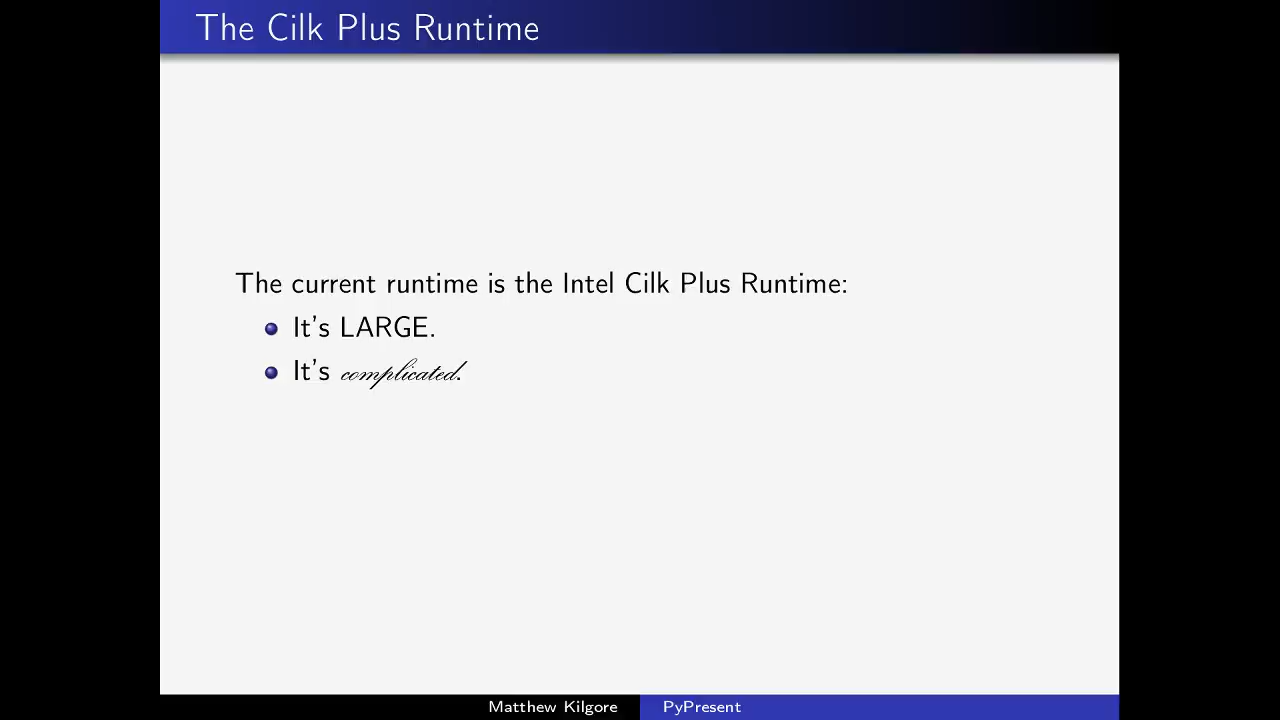 The Cilk Plus Runtime
The current runtime is the Intel Cilk Plus Runtime:
It's LARGE.
It's complicated.
Matthew Kilgore
PyPresent